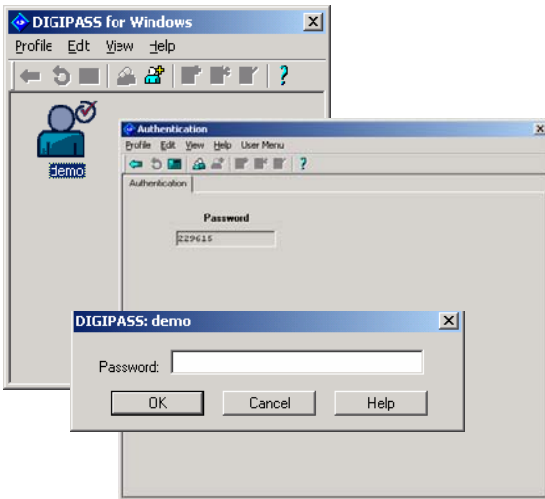 DIGIPASS for Windows
Profile Edt View Help
?
demo
Authentication
Profile Edit View Help User Menu
?
Authentication
Password
229615
DIGIPASS: demo
Password:
OK Cancel Help